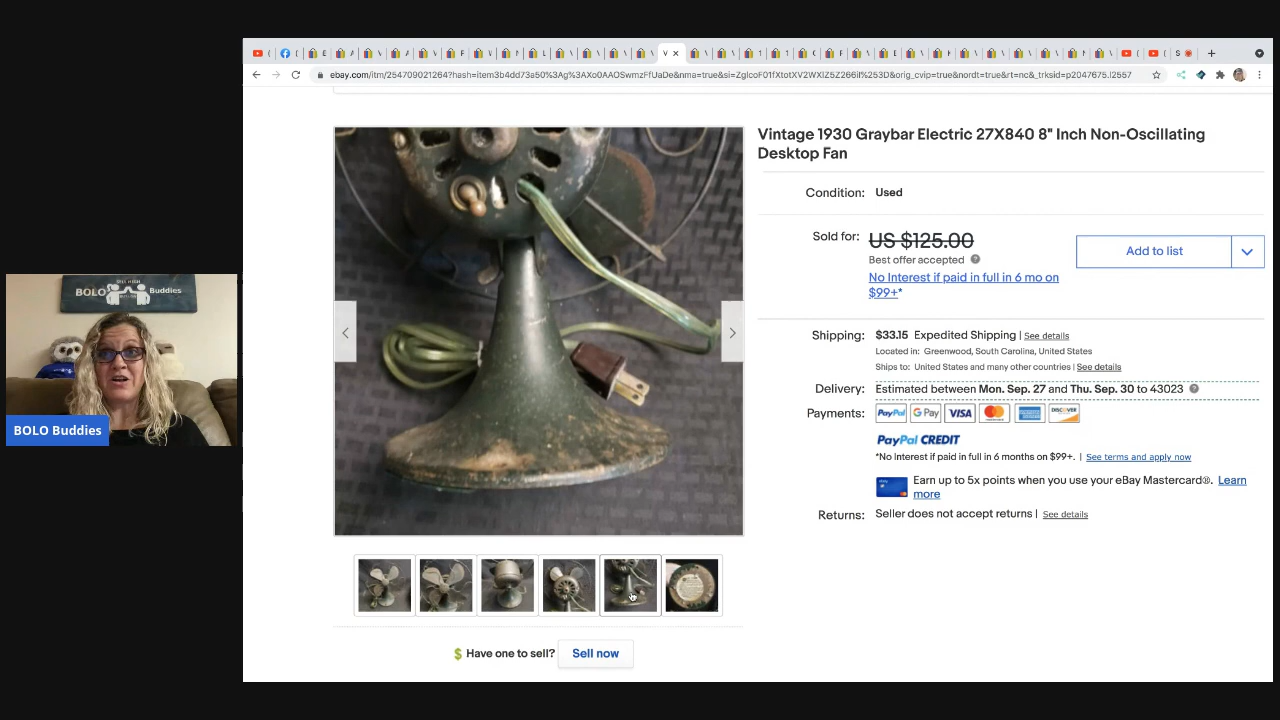 ebay.com/itm/254709021264?hash=item3b4dd73a50%3Ag%3AXo0AAOSwmzFfUaDe&nma=true&si=ZglcoF01fXtotXV2WXlZ5Z266iI%253D&orig_cvip=true&nordt=true&rt=nc&_trksid=p2047675.l2557
Vintage 1930 Graybar Electric 27X840 8" Inch Non-Oscillating
Desktop Fan
Condition: Used
Sold for: US $125.00
Best offer accepted
Add to list
No Interest if paid in full in 6 mo on
$99+*
Shipping: $33.15 Expedited Shipping | See details
Located in: Greenwood, South Carolina, United States
Ships to: United States and many other countries | See details
Delivery: Estimated between Mon. Sep. 27 and Thu. Sep. 30 to 43023
Payments: PayPal G Pay VISA MasterCard DISCOVER
PayPal CREDIT
*No Interest if paid in full in 6 months on $99+. | See terms and apply now
Earn up to 5x points when you use your eBay Mastercard®. Learn
more
Returns: Seller does not accept returns | See details
$ Have one to sell? Sell now
BOLO Buddies
BOLO Buddies